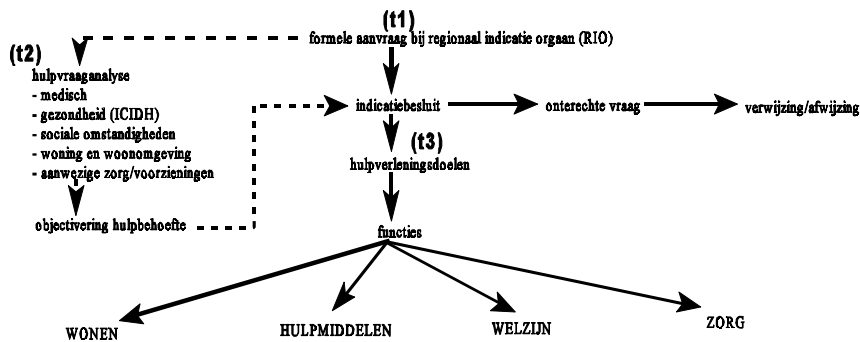 (t1)
formele aanvraag bij regionaal indicatie orgaan (RIO)
(t2)
hulpvraaganalyse
- medisch
- gezondheid (ICIDH)
- sociale omstandigheden
- woning en woonomgeving
- aanwezige zorg/voorzieningen
objectivering hulpbehoefte
indicatiebesluit
onterechte vraag
verwijzing/afwijzing
(t3)
hulpverleningsdoelen
functies
WONEN
HULPMIDDELEN
WELZIJN
ZORG